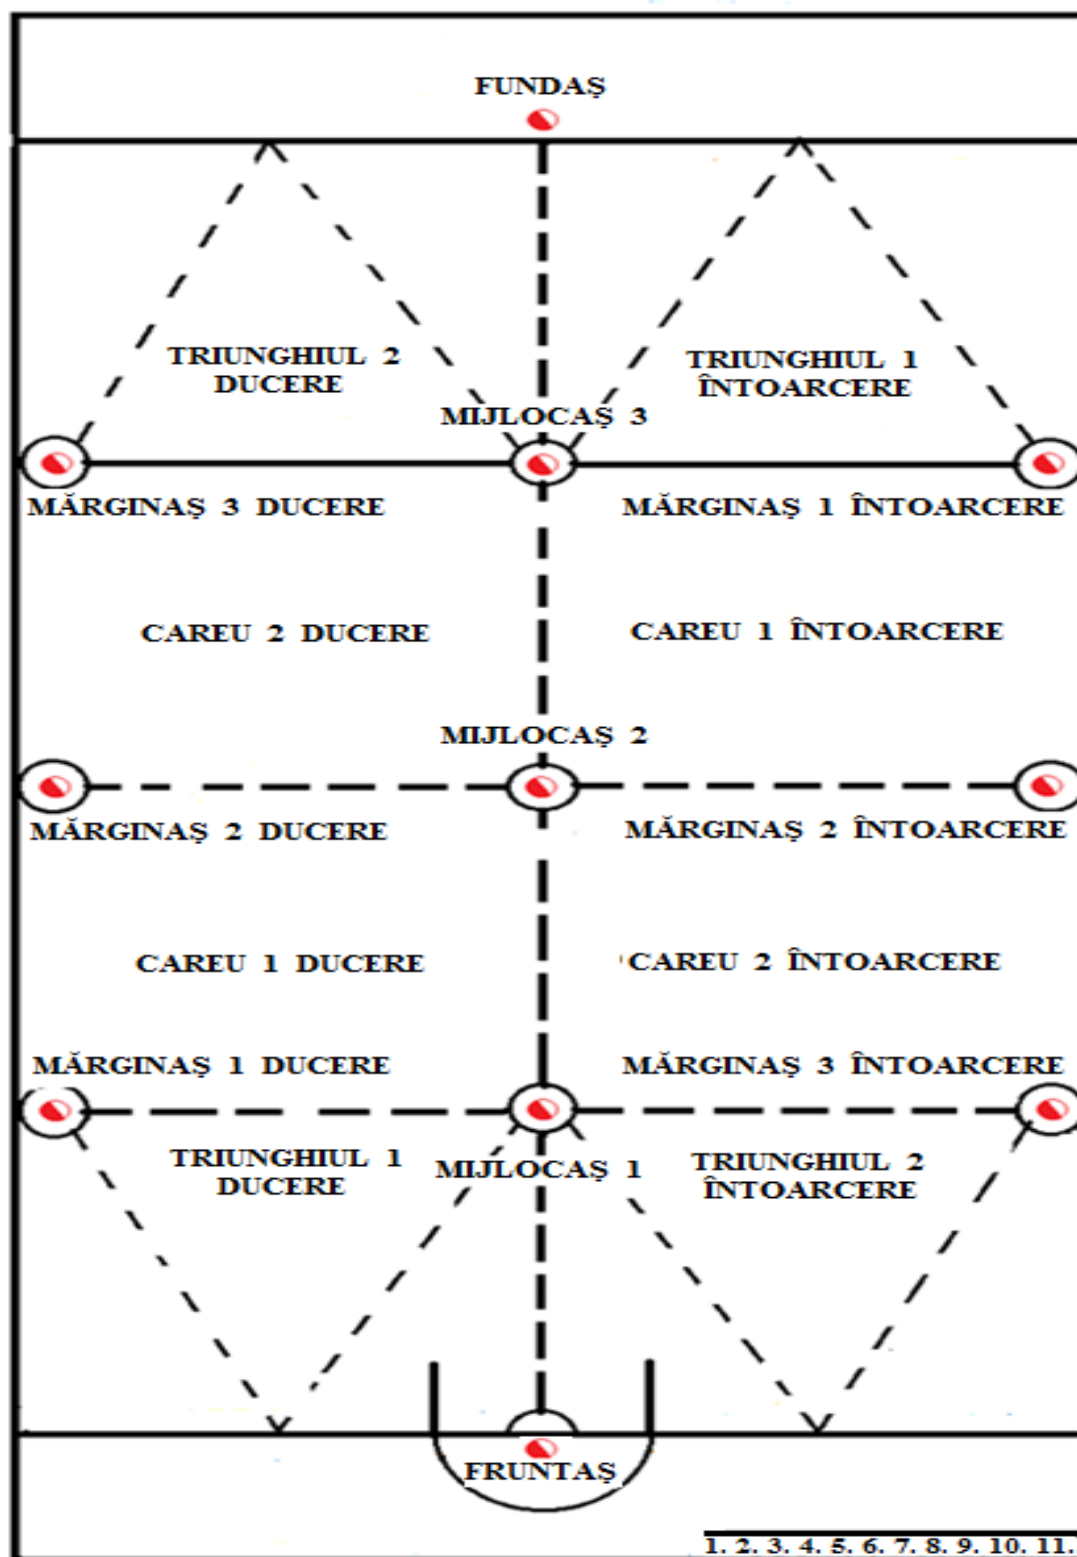 FUNDAȘ
TRIUNGHIUL 2
DUCERE
TRIUNGHIUL 1
ÎNTOARCERE
MIJLOCAȘ 3
MĂRGINAȘ 3 DUCERE
MĂRGINAȘ 1 ÎNTOARCERE
CAREU 2 DUCERE
CAREU 1 ÎNTOARCERE
MIJLOCAȘ 2
MĂRGINAȘ 2 DUCERE
MĂRGINAȘ 2 ÎNTOARCERE
CAREU 1 DUCERE
CAREU 2 ÎNTOARCERE
MĂRGINAȘ 1 DUCERE
MĂRGINAȘ 3 ÎNTOARCERE
TRIUNGHIUL 1
DUCERE
MIJLOCAȘ 1
TRIUNGHIUL 2
ÎNTOARCERE
FRUNTAȘ
1. 2. 3. 4. 5. 6. 7. 8. 9. 10. 11.